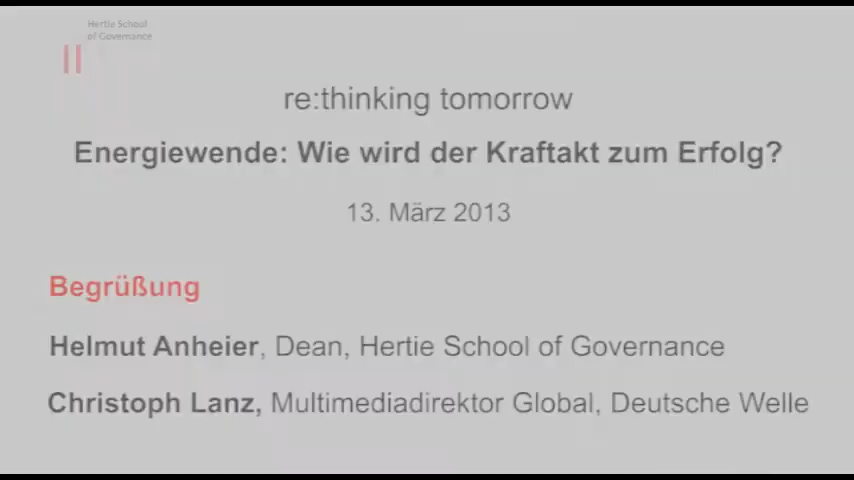 Hertie School
of Governance
re:thinking tomorrow
Energiewende: Wie wird der Kraftakt zum Erfolg?
13. März 2013
Begrüßung
Helmut Anheier, Dean, Hertie School of Governance
Christoph Lanz, Multimediadirektor Global, Deutsche Welle